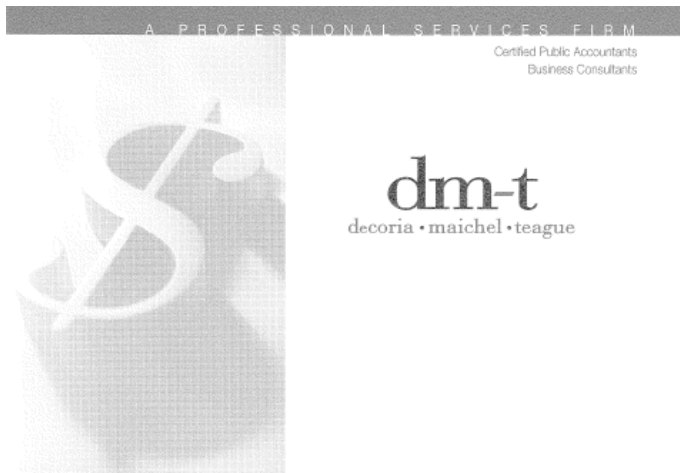 A PROFESSIONAL SERVICES FIRM
Certified Public Accountants
Business Consultants
dm-t
decoria • maichel • teague